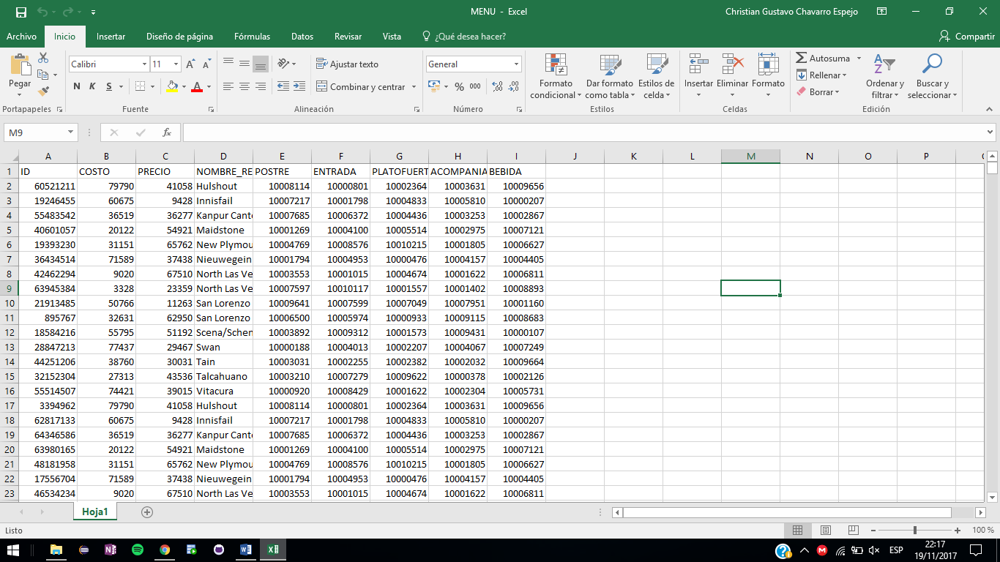 MENU - Excel
Christian Gustavo Chavarro Espejo
Archivo Inicio Insertar Diseño de página Fórmulas Datos Revisar Vista ¿Qué desea hacer? Compartir
Pegar
Calibri 11
N K S
Ajustar texto
Combinar y centrar
General
% 000
Formato condicional
Dar formato como tabla
Estilos de celda
Insertar Eliminar Formato
Autosuma
Rellenar
Borrar
Ordenar y filtrar
Buscar y seleccionar
Portapapeles Fuente Alineación Número Estilos Celdas Edición
M9 fx
A B C D E F G H I J K L M N O P
1 ID COSTO PRECIO NOMBRE_RE POSTRE ENTRADA PLATOFUERT ACOMPANIA BEBIDA
2 60521211 79790 41058 Hulshout 10008114 10000801 10002364 10003631 10009656
3 19246455 60675 9428 Innisfail 10007217 10001798 10004833 10005810 10000207
4 55483542 36519 36277 Kanpur Cant 10007685 10006372 10004436 10003253 10002867
5 40601057 20122 54921 Maidstone 10001269 10004100 10005514 10002975 10007121
6 19393230 31151 65762 New Plymou 10004769 10008576 10010215 10001805 10006627
7 36434514 71589 37438 Nieuwegein 10001794 10004953 10000476 10004157 10004405
8 42462294 9020 67510 North Las Ve 10003553 10001015 10004674 10001622 10006811
9 63945384 3328 23359 North Las Ve 10007597 10010117 10001557 10001402 10008893
10 21913485 50766 11263 San Lorenzo 10009641 10007599 10007049 10007951 10001160
11 895767 32631 62950 San Lorenzo 10006500 10005974 10000933 10009115 10008683
12 18584216 55795 51192 Scena/Schen 10003892 10009312 10001573 10009431 10000107
13 28847213 77437 29467 Swan 10000188 10004013 10002207 10004067 10007249
14 44251206 38760 30031 Tain 10003031 10002255 10002382 10002032 10009664
15 32152304 27313 43536 Talcahuano 10003210 10007279 10009622 10000378 10002126
16 55514507 74421 39015 Vitacura 10000920 10008429 10001622 10002304 10005731
17 3394962 79790 41058 Hulshout 10008114 10000801 10002364 10003631 10009656
18 62817133 60675 9428 Innisfail 10007217 10001798 10004833 10005810 10000207
19 64346586 36519 36277 Kanpur Cant 10007685 10006372 10004436 10003253 10002867
20 63980165 20122 54921 Maidstone 10001269 10004100 10005514 10002975 10007121
21 48181958 31151 65762 New Plymou 10004769 10008576 10010215 10001805 10006627
22 17556704 71589 37438 Nieuwegein 10001794 10004953 10000476 10004157 10004405
23 46534234 9020 67510 North Las Ve 10003553 10001015 10004674 10001622 10006811
Hoja1
Listo
100 %
ESP
22:17
19/11/2017